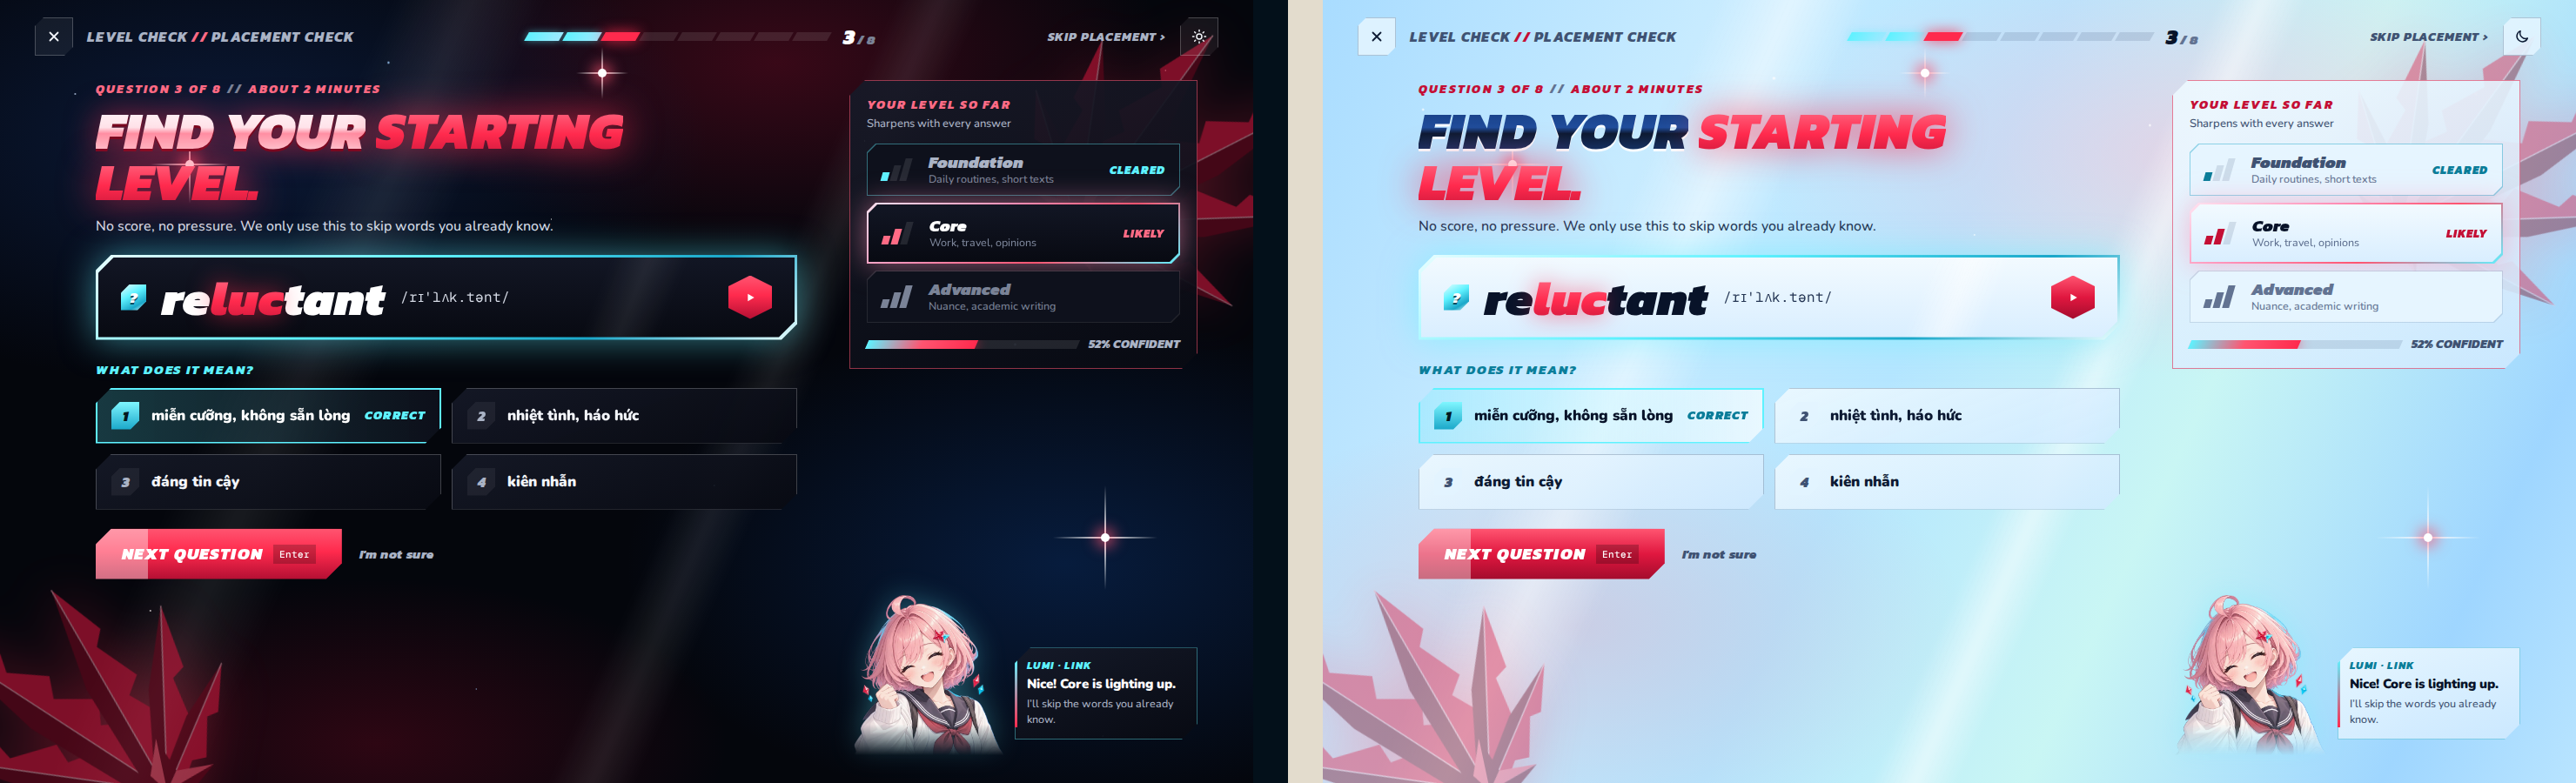 LEVEL CHECK // PLACEMENT CHECK
3 / 8
SKIP PLACEMENT ›
QUESTION 3 OF 8 // ABOUT 2 MINUTES
FIND YOUR STARTING
LEVEL.
No score, no pressure. We only use this to skip words you already know.
? reluctant /rɪˈlʌk.tənt/
WHAT DOES IT MEAN?
1 miễn cưỡng, không sẵn lòng CORRECT
2 nhiệt tình, háo hức
3 đáng tin cậy
4 kiên nhẫn
NEXT QUESTION Enter I'm not sure
YOUR LEVEL SO FAR
Sharpens with every answer
Foundation
Daily routines, short texts
CLEARED
Core
Work, travel, opinions
LIKELY
Advanced
Nuance, academic writing
52% CONFIDENT
LUMI · LINK
Nice! Core is lighting up.
I'll skip the words you already
know.
LEVEL CHECK // PLACEMENT CHECK
3 / 8
SKIP PLACEMENT ›
QUESTION 3 OF 8 // ABOUT 2 MINUTES
FIND YOUR STARTING
LEVEL.
No score, no pressure. We only use this to skip words you already know.
? reluctant /rɪˈlʌk.tənt/
WHAT DOES IT MEAN?
1 miễn cưỡng, không sẵn lòng CORRECT
2 nhiệt tình, háo hức
3 đáng tin cậy
4 kiên nhẫn
NEXT QUESTION Enter I'm not sure
YOUR LEVEL SO FAR
Sharpens with every answer
Foundation
Daily routines, short texts
CLEARED
Core
Work, travel, opinions
LIKELY
Advanced
Nuance, academic writing
52% CONFIDENT
LUMI · LINK
Nice! Core is lighting up.
I'll skip the words you already
know.